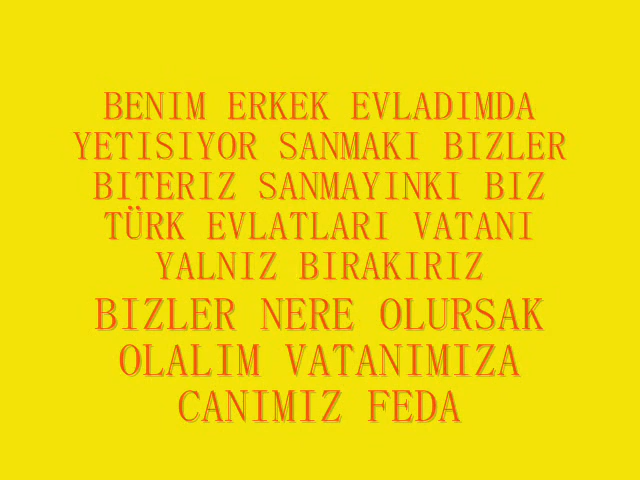 BENIM ERKEK EVLADIMDA
YETISIYOR SANMAKI BIZLER
BITERIZ SANMAYINKI BIZ
TÜRK EVLATLARI VATANI
YALNIZ BIRAKIRIZ
BIZLER NERE OLURSAK
OLALIM VATANIMIZA
CANIMIZ FEDA